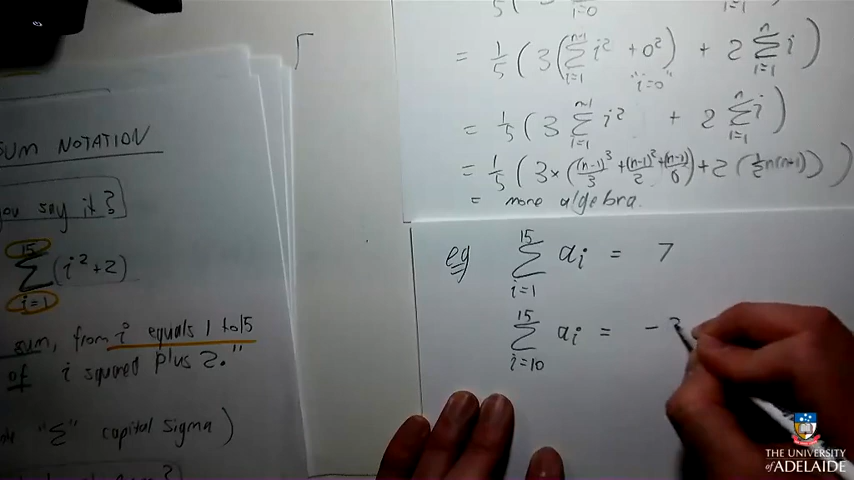 SUM NOTATION
you say it?
15
Σ (i² + 2)
i=1
sum, from i equals 1 to 15
of i squared plus 2."
"Σ" capital sigma)
i=0
i=1
= 1/5 ( 3 ( Σ_{i=1}^{n-1} i² + 0² ) + 2 Σ_{i=1}^{n} i )
"i=0"
= 1/5 ( 3 Σ_{i=1}^{n-1} i² + 2 Σ_{i=1}^{n} i )
= 1/5 ( 3 × ( (n-1)³/3 + (n-1)²/2 + (n-1)/6 ) + 2 ( 1/2 n(n+1) ) )
= more algebra.
eg Σ_{i=1}^{15} a_i = 7
Σ_{i=10}^{15} a_i = -
THE UNIVERSITY
of ADELAIDE